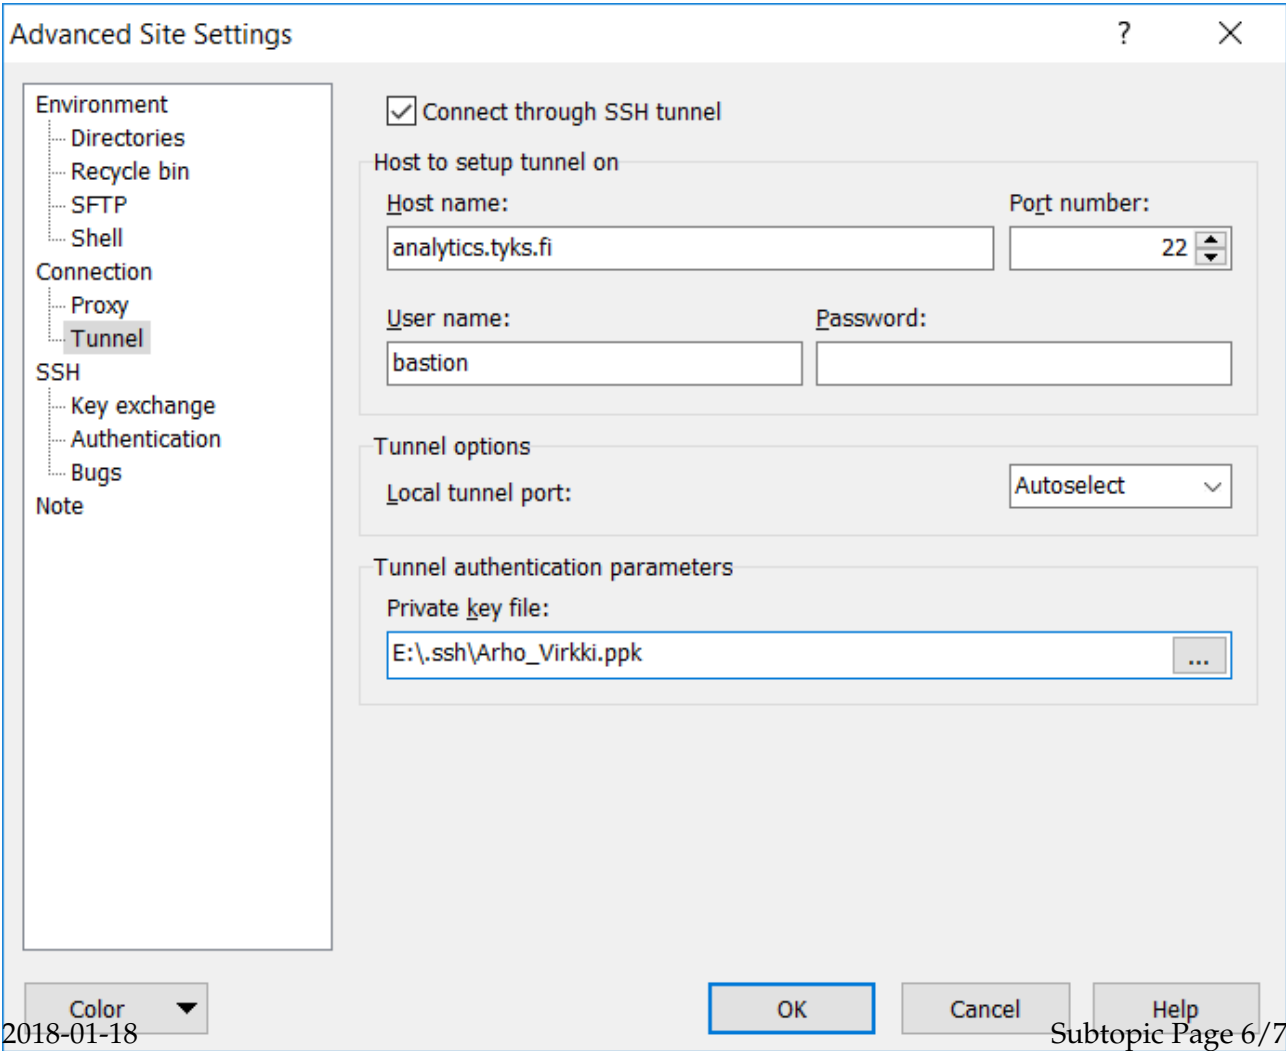 Advanced Site Settings
?
Environment
Directories
Recycle bin
SFTP
Shell
Connection
Proxy
Tunnel
SSH
Key exchange
Authentication
Bugs
Note
Connect through SSH tunnel
Host to setup tunnel on
Host name:
Port number:
analytics.tyks.fi
22
User name:
Password:
bastion
Tunnel options
Local tunnel port:
Autoselect
Tunnel authentication parameters
Private key file:
E:\.ssh\Arho_Virkki.ppk
...
Color
OK
Cancel
Help
2018-01-18
Subtopic Page 6/7